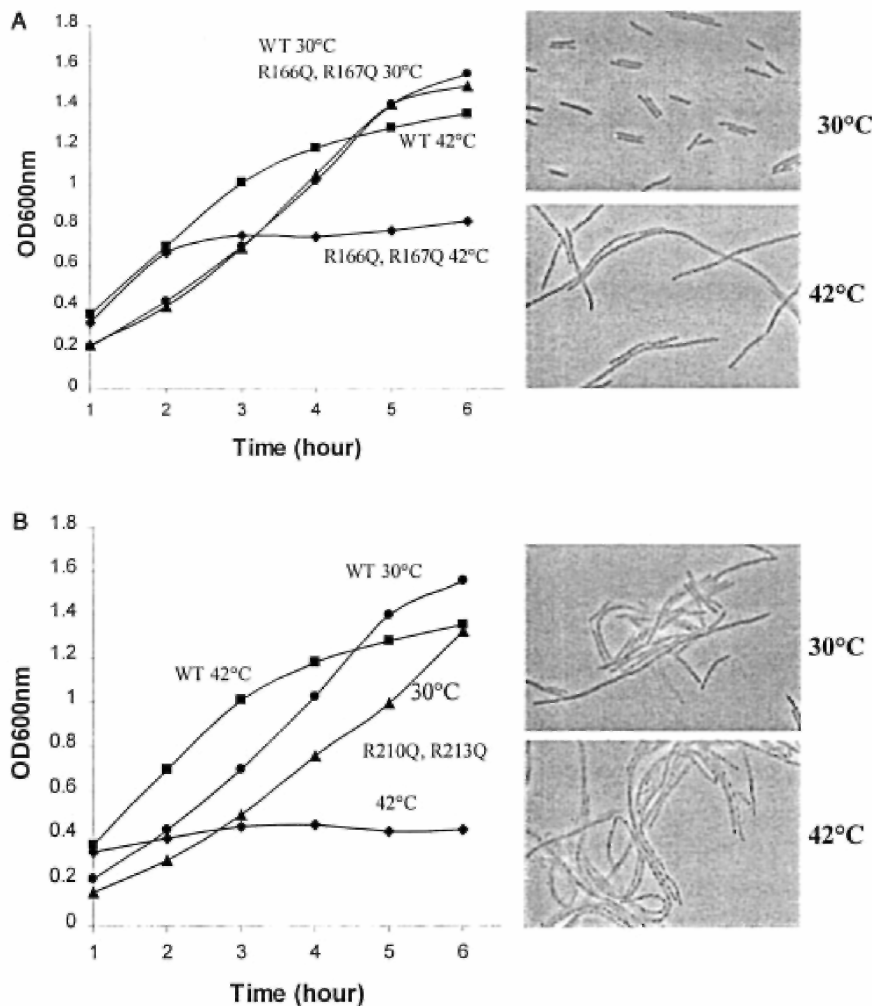 A
1.8
1.6
1.4
1.2
1
0.8
0.6
0.4
0.2
0
OD600nm
WT 30°C
R166Q, R167Q 30°C
WT 42°C
R166Q, R167Q 42°C
1 2 3 4 5 6
Time (hour)
30°C
42°C
B
1.8
1.6
1.4
1.2
1
0.8
0.6
0.4
0.2
0
OD600nm
WT 30°C
WT 42°C
30°C
R210Q, R213Q
42°C
1 2 3 4 5 6
Time (hour)
30°C
42°C